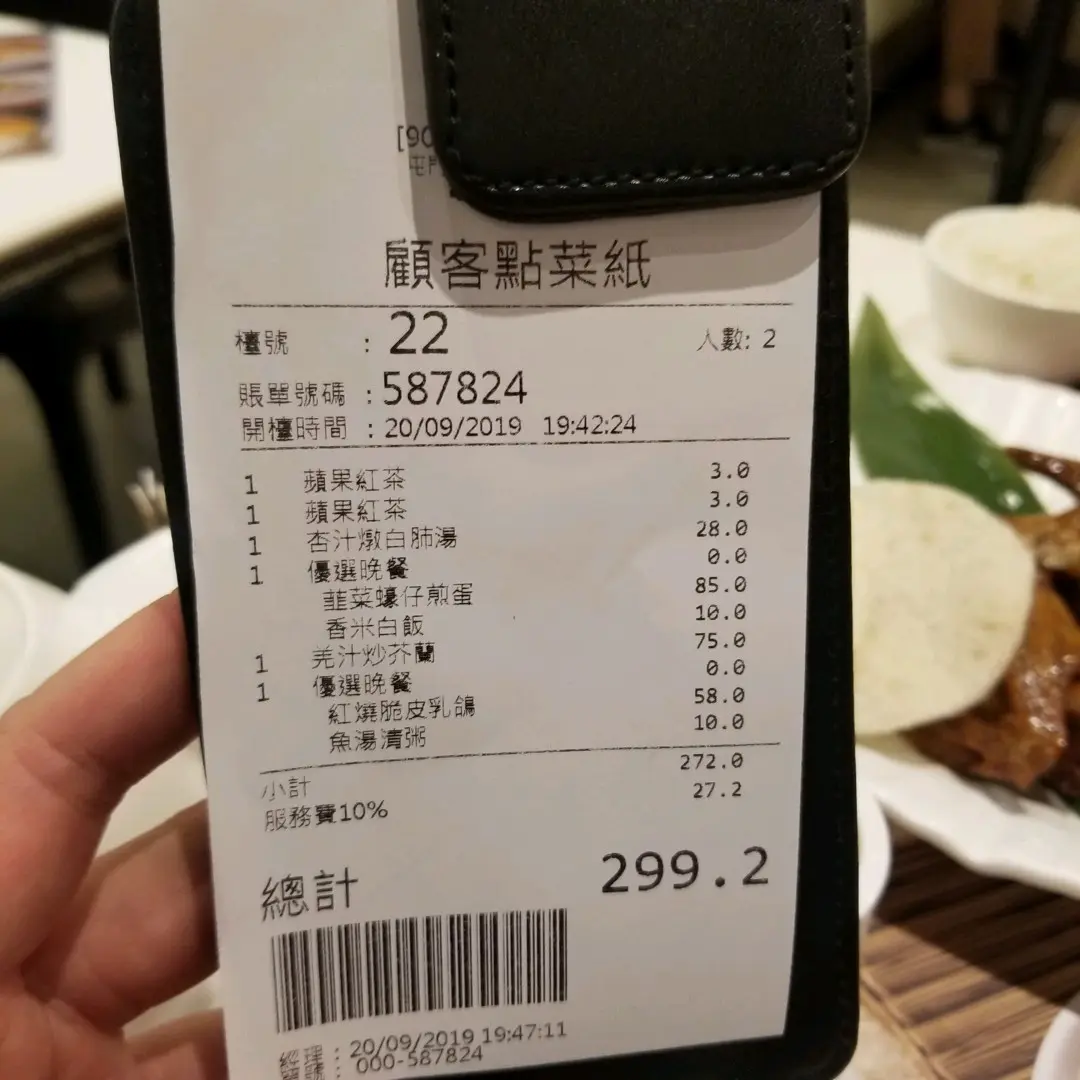 [90
屯門
顧客點菜紙
檯號 : 22 人數: 2
賬單號碼 : 587824
開檯時間 : 20/09/2019 19:42:24
1 蘋果紅茶 3.0
1 蘋果紅茶 3.0
1 杏汁燉白肺湯 28.0
1 優選晚餐 0.0
韮菜蠔仔煎蛋 85.0
香米白飯 10.0
1 羌汁炒芥蘭 75.0
1 優選晚餐 0.0
紅燒脆皮乳鴿 58.0
魚湯清粥 10.0
小計 272.0
服務費10% 27.2
總計 299.2
經理 : 20/09/2019 19:47:11
號 : 000-587824